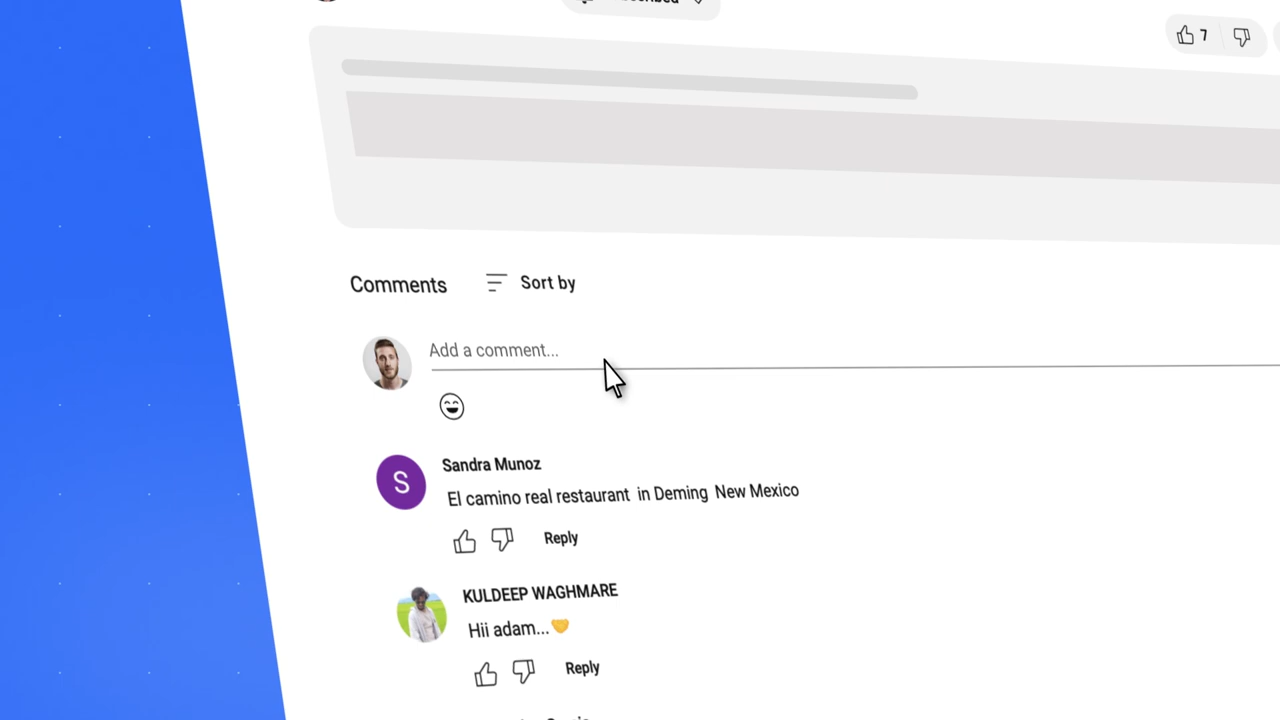 7
Comments
Sort by
Add a comment...
S
Sandra Munoz
El camino real restaurant in Deming New Mexico
Reply
KULDEEP WAGHMARE
Hii adam...💛
Reply